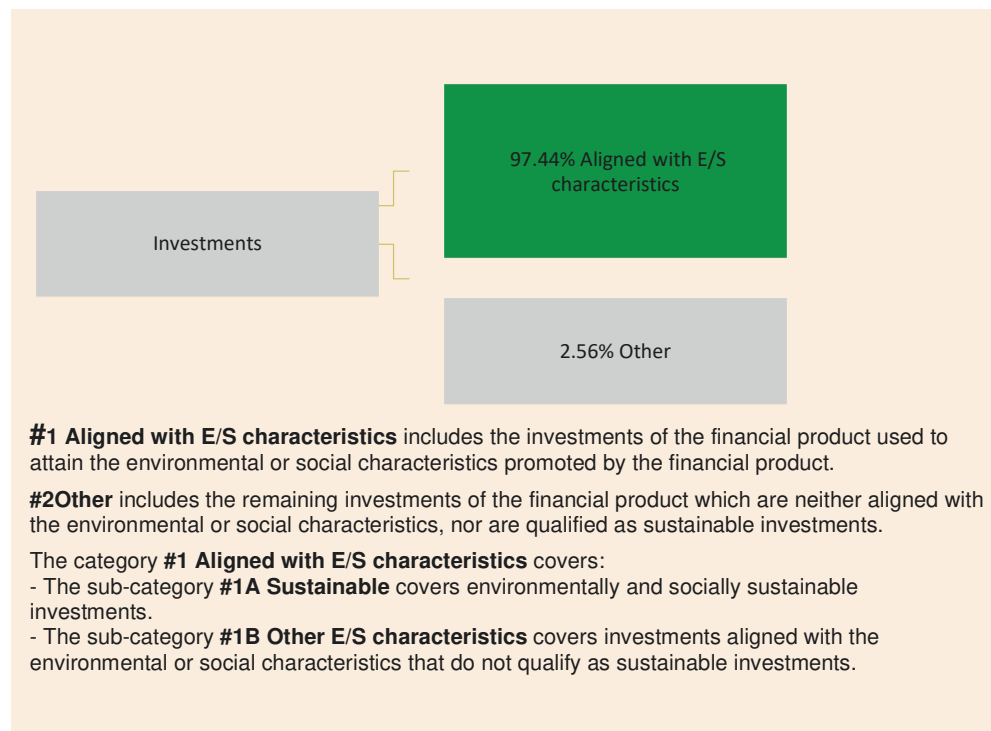 97.44% Aligned with E/S
characteristics
Investments
2.56% Other
#1 Aligned with E/S characteristics includes the investments of the financial product used to
attain the environmental or social characteristics promoted by the financial product.
#2Other includes the remaining investments of the financial product which are neither aligned with
the environmental or social characteristics, nor are qualified as sustainable investments.
The category #1 Aligned with E/S characteristics covers:
- The sub-category #1A Sustainable covers environmentally and socially sustainable
investments.
- The sub-category #1B Other E/S characteristics covers investments aligned with the
environmental or social characteristics that do not qualify as sustainable investments.